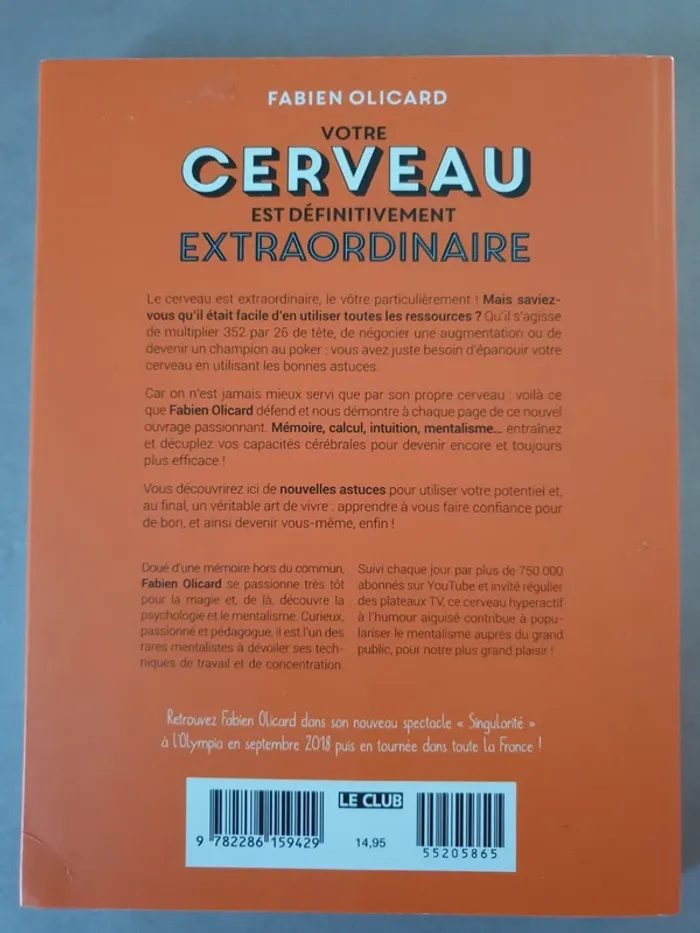 FABIEN OLICARD
VOTRE
CERVEAU
EST DÉFINITIVEMENT
EXTRAORDINAIRE
Le cerveau est extraordinaire, le vôtre particulièrement ! Mais saviez-
vous qu'il était facile d'en utiliser toutes les ressources ? Qu'il s'agisse
de multiplier 352 par 26 de tête, de négocier une augmentation ou de
devenir un champion au poker : vous avez juste besoin d'épanouir votre
cerveau en utilisant les bonnes astuces.
Car on n'est jamais mieux servi que par son propre cerveau : voilà ce
que Fabien Olicard défend et nous démontre à chaque page de ce nouvel
ouvrage passionnant. Mémoire, calcul, intuition, mentalisme... entraînez
et décuplez vos capacités cérébrales pour devenir encore et toujours
plus efficace !
Vous découvrirez ici de nouvelles astuces pour utiliser votre potentiel et,
au final, un véritable art de vivre : apprendre à vous faire confiance pour
de bon, et ainsi devenir vous-même, enfin !
Doué d'une mémoire hors du commun,
Fabien Olicard se passionne très tôt
pour la magie et, de là, découvre la
psychologie et le mentalisme. Curieux,
passionné et pédagogue, il est l'un des
rares mentalistes à dévoiler ses tech-
niques de travail et de concentration.
Suivi chaque jour par plus de 750 000
abonnés sur YouTube et invité régulier
des plateaux TV, ce cerveau hyperactif
à l'humour aiguisé contribue à popu-
lariser le mentalisme auprès du grand
public, pour notre plus grand plaisir !
Retrouvez Fabien Olicard dans son nouveau spectacle « Singularité »
à l'Olympia en septembre 2018 puis en tournée dans toute la France !
LE CLUB
9 782286 159429
14,95
55205865